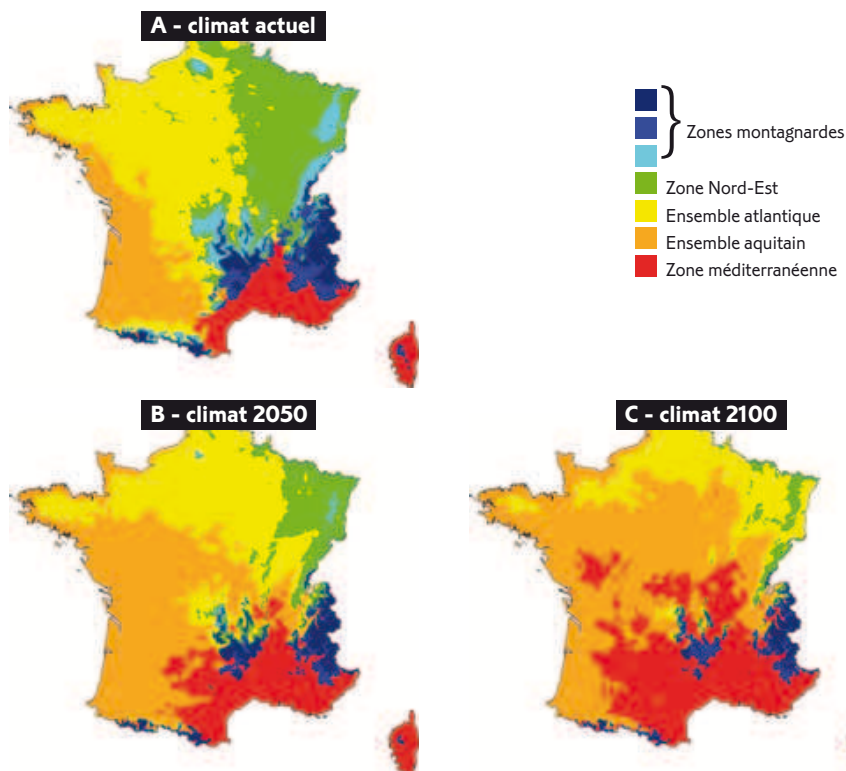 A - climat actuel
Zones montagnardes
Zone Nord-Est
Ensemble atlantique
Ensemble aquitain
Zone méditerranéenne
B - climat 2050
C - climat 2100